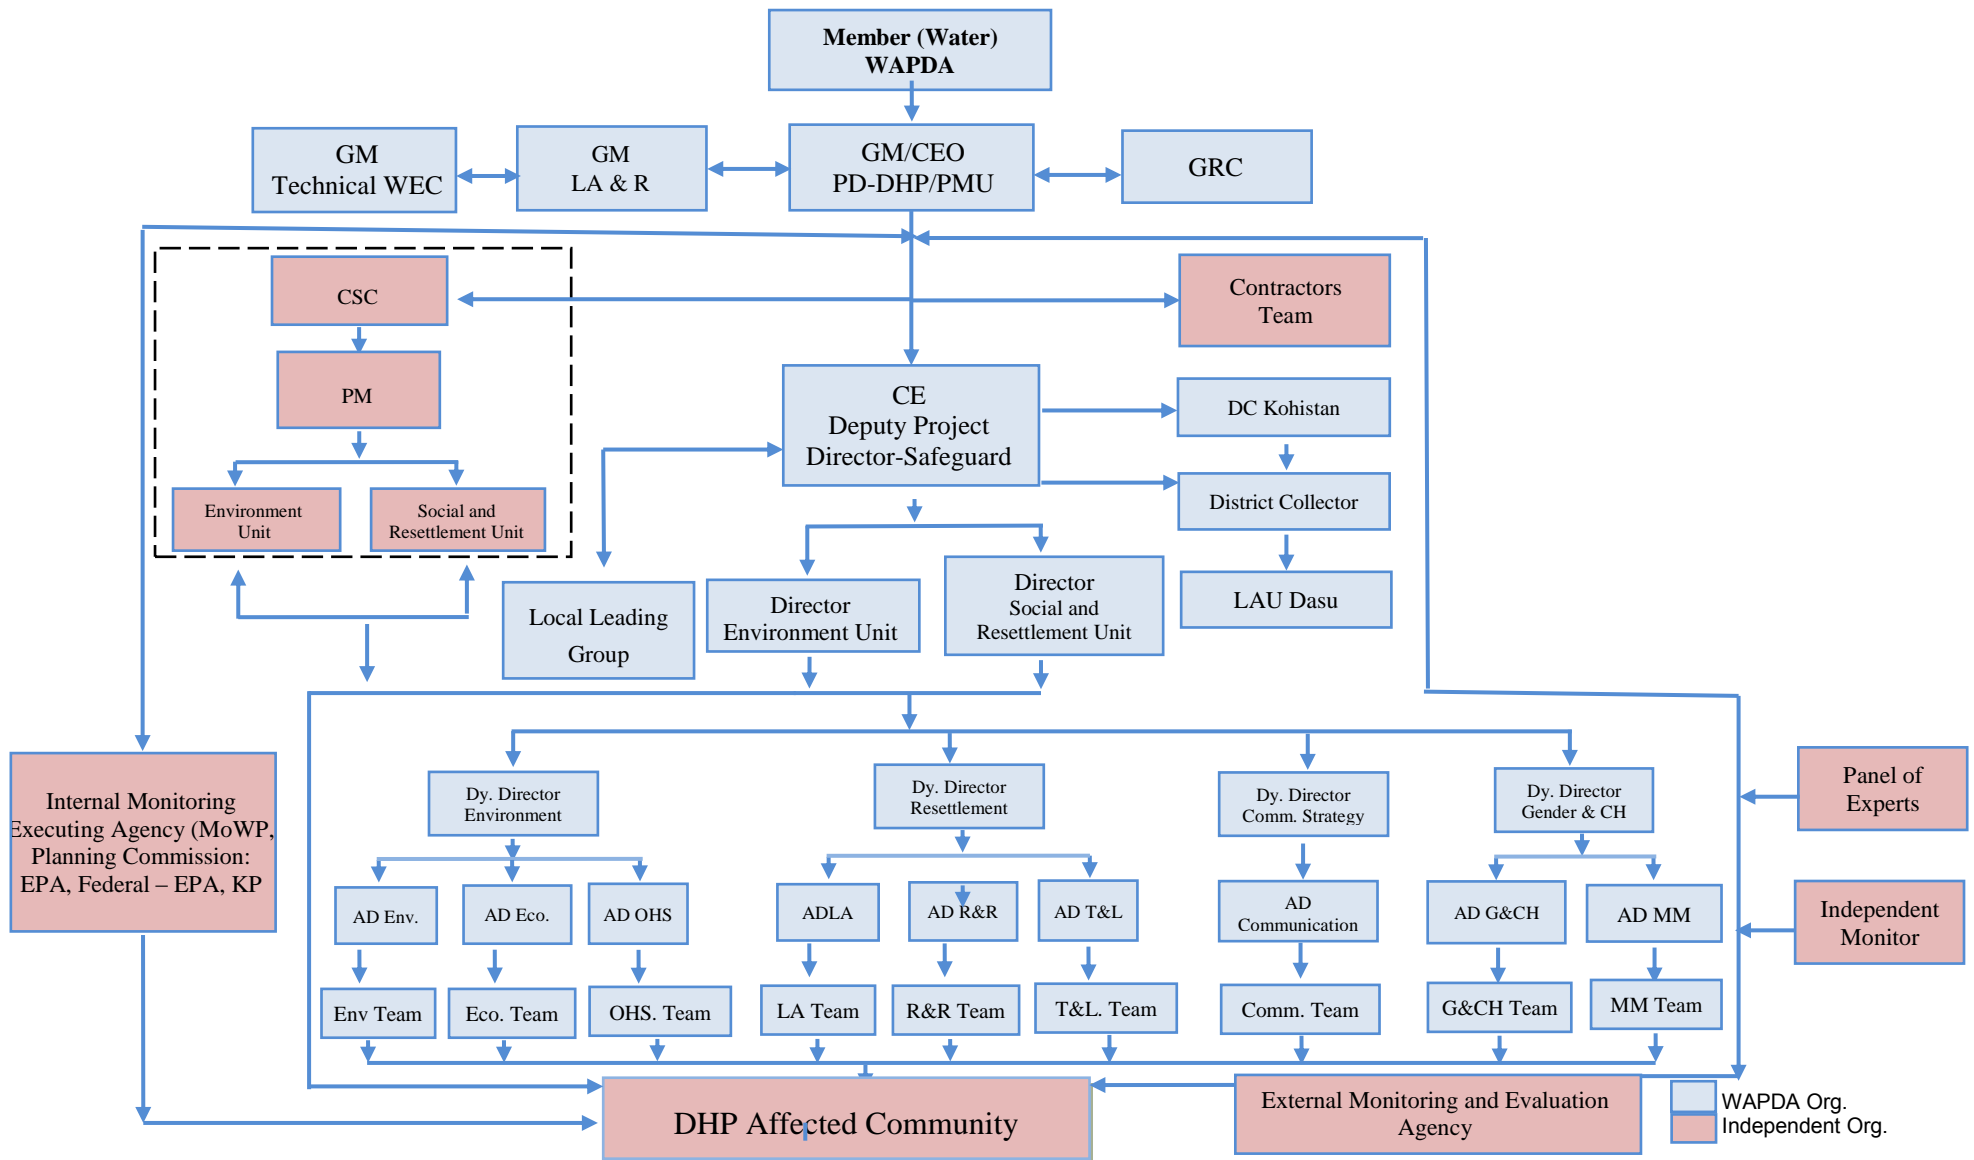 Member (Water)
WAPDA
GM
Technical WEC
GM
LA & R
GM/CEO
PD-DHP/PMU
GRC
CSC
Contractors
Team
PM
CE
Deputy Project
Director-Safeguard
DC Kohistan
District Collector
Environment
Unit
Social and
Resettlement Unit
Local Leading
Group
Director
Environment Unit
Director
Social and
Resettlement Unit
LAU Dasu
Internal Monitoring
Executing Agency (MoWP,
Planning Commission:
EPA, Federal – EPA, KP
Dy. Director
Environment
Dy. Director
Resettlement
Dy. Director
Comm. Strategy
Dy. Director
Gender & CH
Panel of
Experts
AD Env.
AD Eco.
AD OHS
ADLA
AD R&R
AD T&L
AD
Communication
AD G&CH
AD MM
Independent
Monitor
Env Team
Eco. Team
OHS. Team
LA Team
R&R Team
T&L. Team
Comm. Team
G&CH Team
MM Team
DHP Affected Community
External Monitoring and Evaluation
Agency
WAPDA Org.
Independent Org.